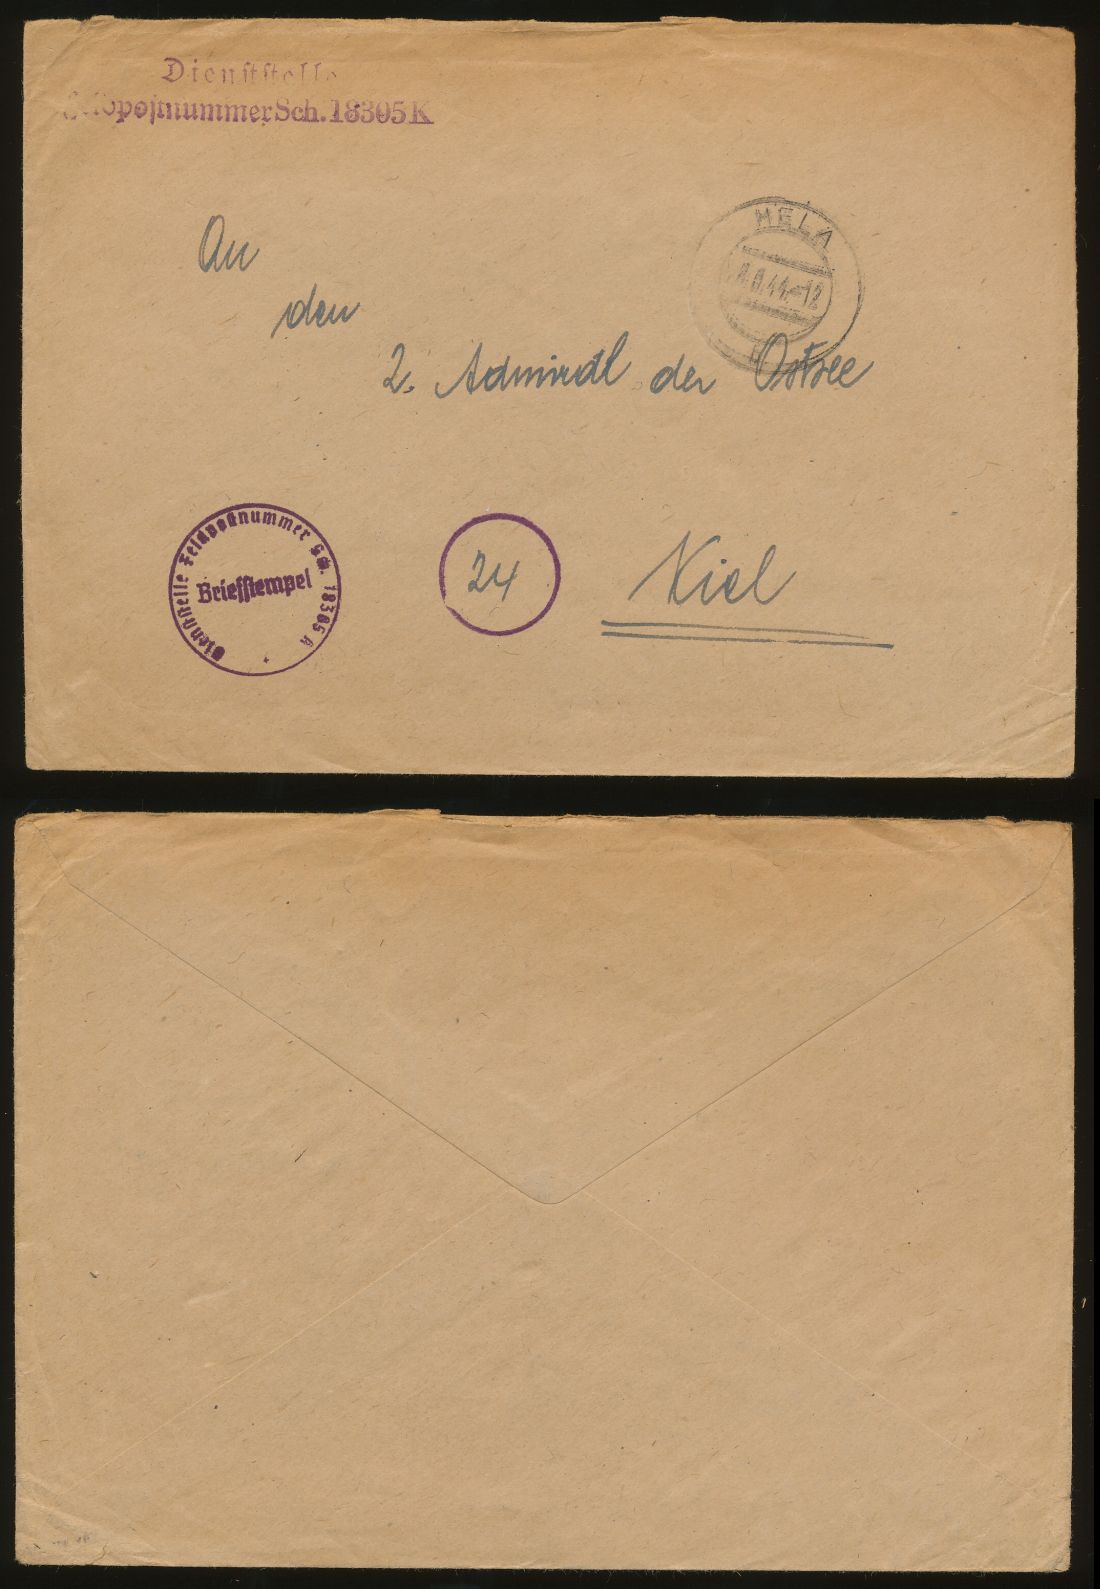 Dienststelle
Feldpostnummer Sch. 18305 K
HELA
.44.-12
An
den
2. Admiral der Ostsee
Dienststelle Feldpostnummer Sch. 18305 K
Briefstempel
24 Kiel